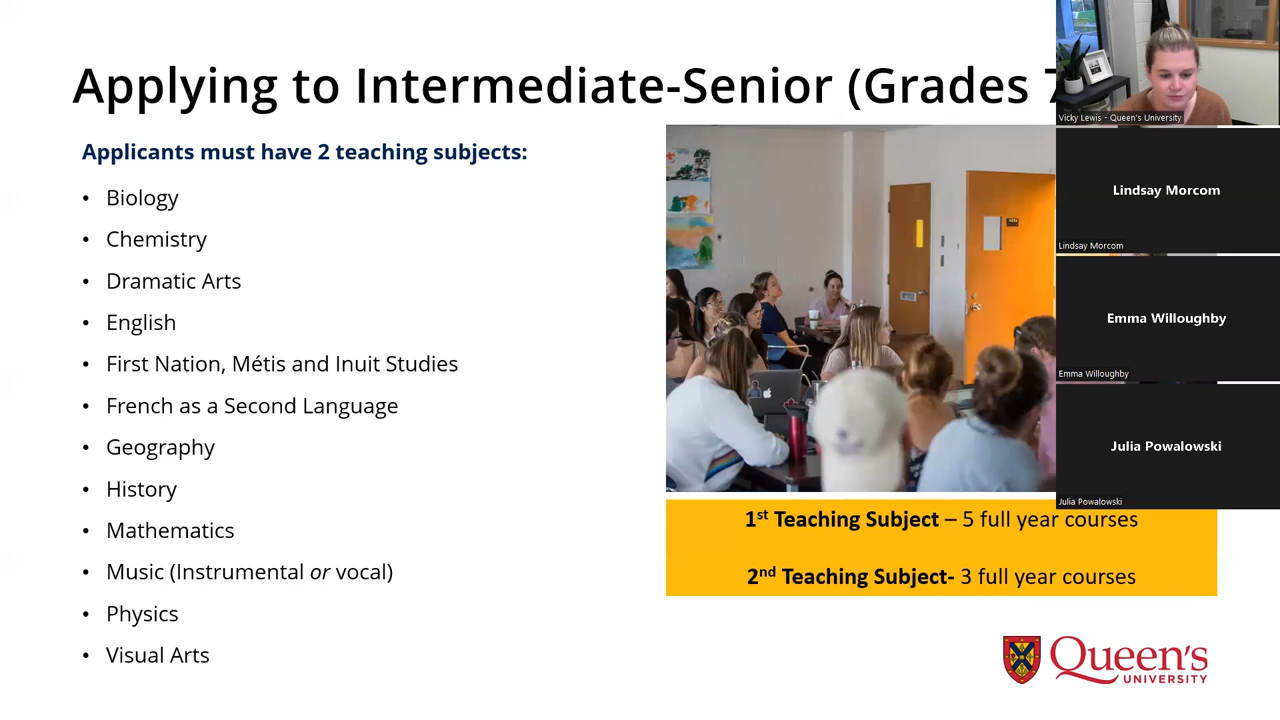 Applying to Intermediate-Senior (Grades 7
Applicants must have 2 teaching subjects:
• Biology
• Chemistry
• Dramatic Arts
• English
• First Nation, Métis and Inuit Studies
• French as a Second Language
• Geography
• History
• Mathematics
• Music (Instrumental or vocal)
• Physics
• Visual Arts
1st Teaching Subject – 5 full year courses
2nd Teaching Subject- 3 full year courses
Queen's
UNIVERSITY
Vicky Lewis - Queen's University
Lindsay Morcom
Lindsay Morcom
Emma Willoughby
Emma Willoughby
Julia Powalowski
Julia Powalowski